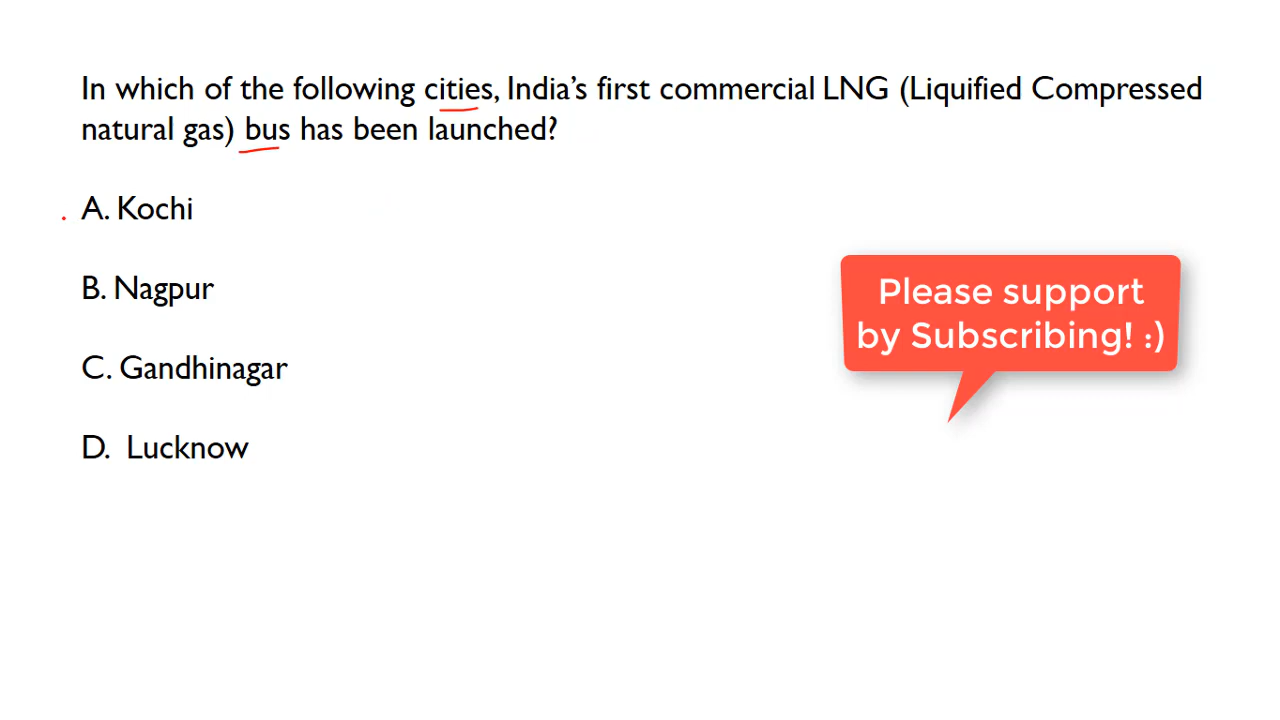 In which of the following cities, India's first commercial LNG (Liquified Compressed
natural gas) bus has been launched?
A. Kochi
B. Nagpur
C. Gandhinagar
D. Lucknow
Please support
by Subscribing! :)